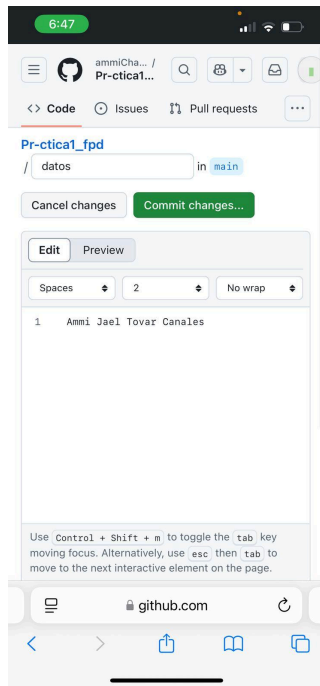 6:47
ammiCha... /
Pr-ctica1...
<> Code Issues Pull requests ...
Pr-ctica1_fpd
/ datos in main
Cancel changes Commit changes...
Edit Preview
Spaces 2 No wrap
1 Ammi Jael Tovar Canales
Use Control + Shift + m to toggle the tab key
moving focus. Alternatively, use esc then tab to
move to the next interactive element on the page.
github.com